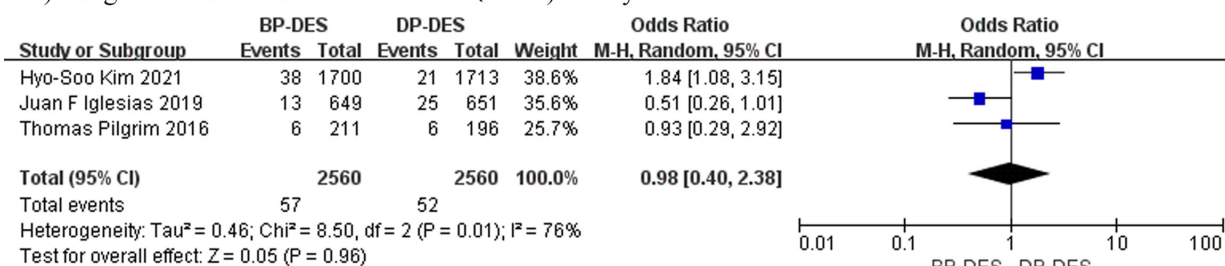 BP-DES DP-DES Odds Ratio Odds Ratio
Study or Subgroup Events Total Events Total Weight M-H, Random, 95% CI M-H, Random, 95% CI
Hyo-Soo Kim 2021 38 1700 21 1713 38.6% 1.84 [1.08, 3.15]
Juan F Iglesias 2019 13 649 25 651 35.6% 0.51 [0.26, 1.01]
Thomas Pilgrim 2016 6 211 6 196 25.7% 0.93 [0.29, 2.92]
Total (95% CI) 2560 2560 100.0% 0.98 [0.40, 2.38]
Total events 57 52
Heterogeneity: Tau² = 0.46; Chi² = 8.50, df = 2 (P = 0.01); I² = 76%
0.01 0.1 1 10 100
Test for overall effect: Z = 0.05 (P = 0.96)
BP-DES DP-DES